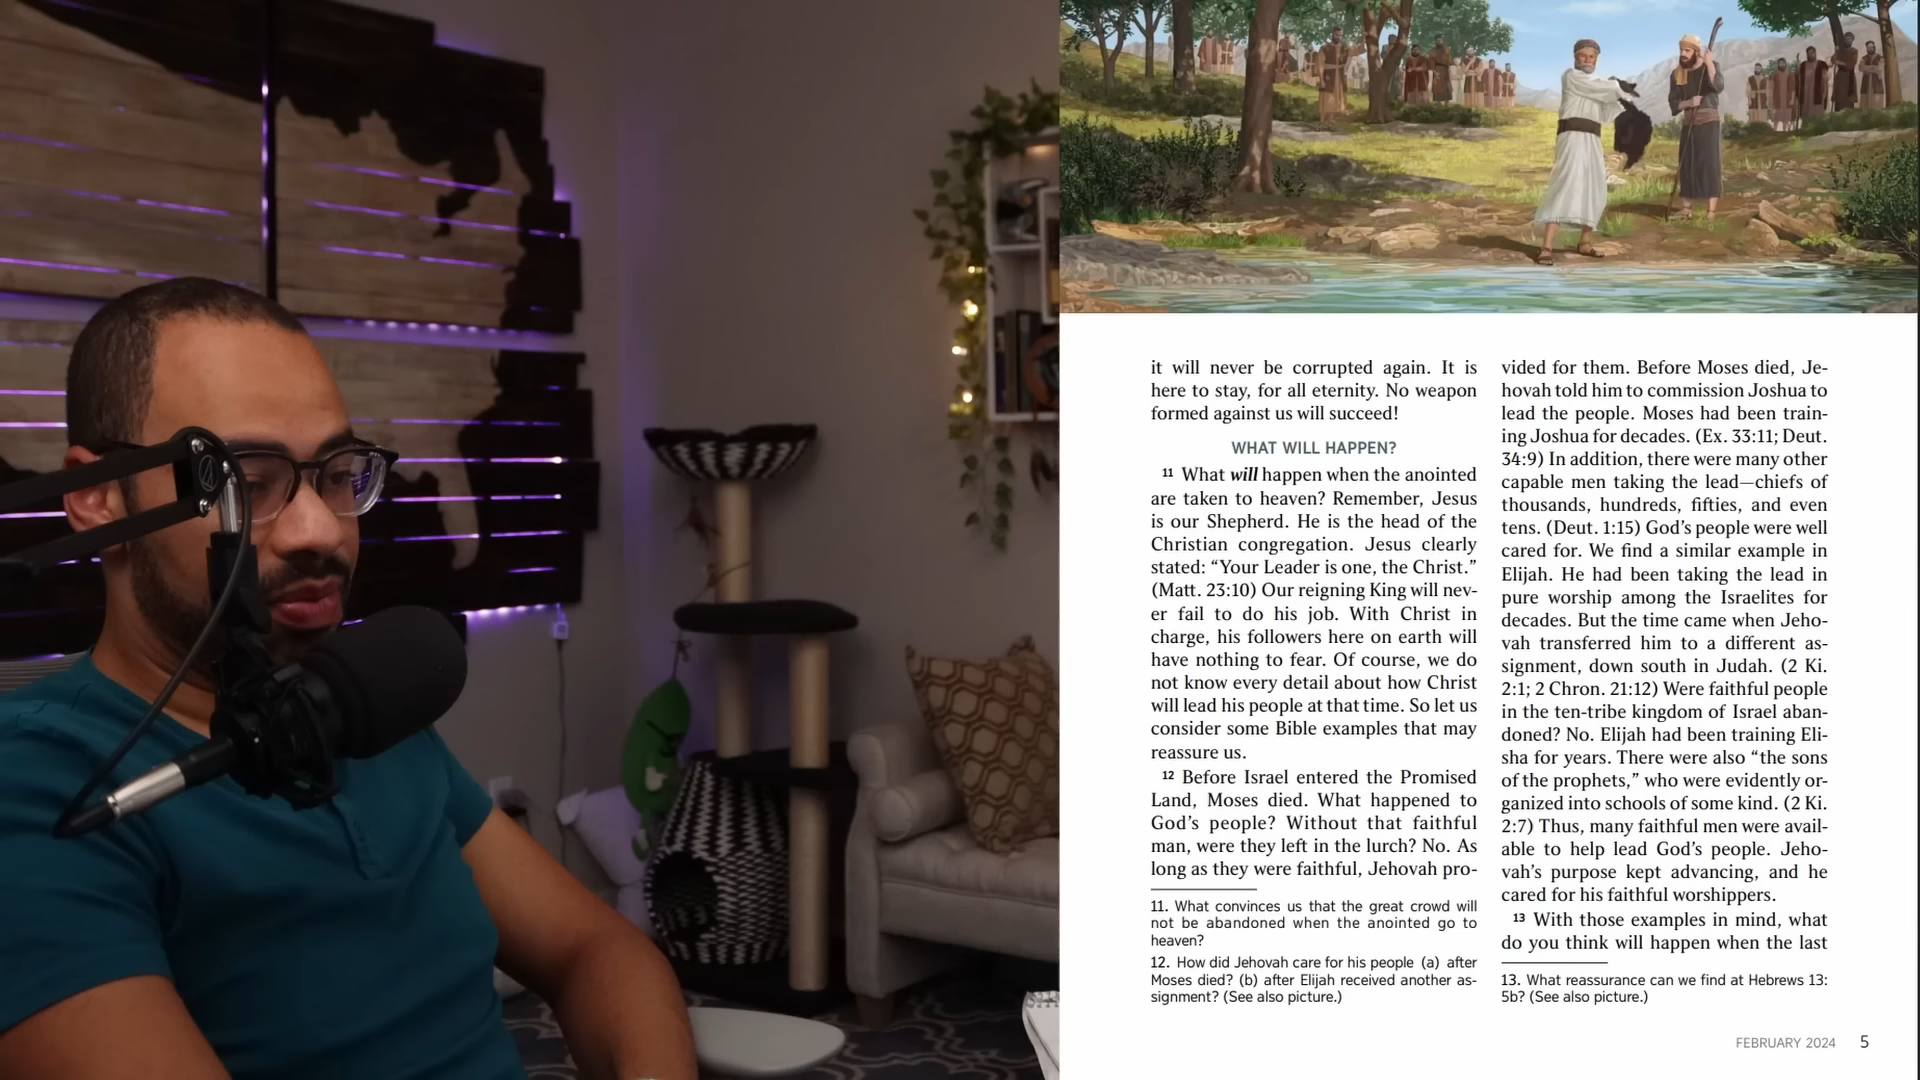 it will never be corrupted again. It is
here to stay, for all eternity. No weapon
formed against us will succeed!
WHAT WILL HAPPEN?
11 What will happen when the anointed
are taken to heaven? Remember, Jesus
is our Shepherd. He is the head of the
Christian congregation. Jesus clearly
stated: “Your Leader is one, the Christ.”
(Matt. 23:10) Our reigning King will nev-
er fail to do his job. With Christ in
charge, his followers here on earth will
have nothing to fear. Of course, we do
not know every detail about how Christ
will lead his people at that time. So let us
consider some Bible examples that may
reassure us.
12 Before Israel entered the Promised
Land, Moses died. What happened to
God’s people? Without that faithful
man, were they left in the lurch? No. As
long as they were faithful, Jehovah pro-
11. What convinces us that the great crowd will
not be abandoned when the anointed go to
heaven?
12. How did Jehovah care for his people (a) after
Moses died? (b) after Elijah received another as-
signment? (See also picture.)
vided for them. Before Moses died, Je-
hovah told him to commission Joshua to
lead the people. Moses had been train-
ing Joshua for decades. (Ex. 33:11; Deut.
34:9) In addition, there were many other
capable men taking the lead—chiefs of
thousands, hundreds, fifties, and even
tens. (Deut. 1:15) God’s people were well
cared for. We find a similar example in
Elijah. He had been taking the lead in
pure worship among the Israelites for
decades. But the time came when Jeho-
vah transferred him to a different as-
signment, down south in Judah. (2 Ki.
2:1; 2 Chron. 21:12) Were faithful people
in the ten-tribe kingdom of Israel aban-
doned? No. Elijah had been training Eli-
sha for years. There were also “the sons
of the prophets,” who were evidently or-
ganized into schools of some kind. (2 Ki.
2:7) Thus, many faithful men were avail-
able to help lead God’s people. Jeho-
vah’s purpose kept advancing, and he
cared for his faithful worshippers.
13 With those examples in mind, what
do you think will happen when the last
13. What reassurance can we find at Hebrews 13:
5b? (See also picture.)
FEBRUARY 2024 5